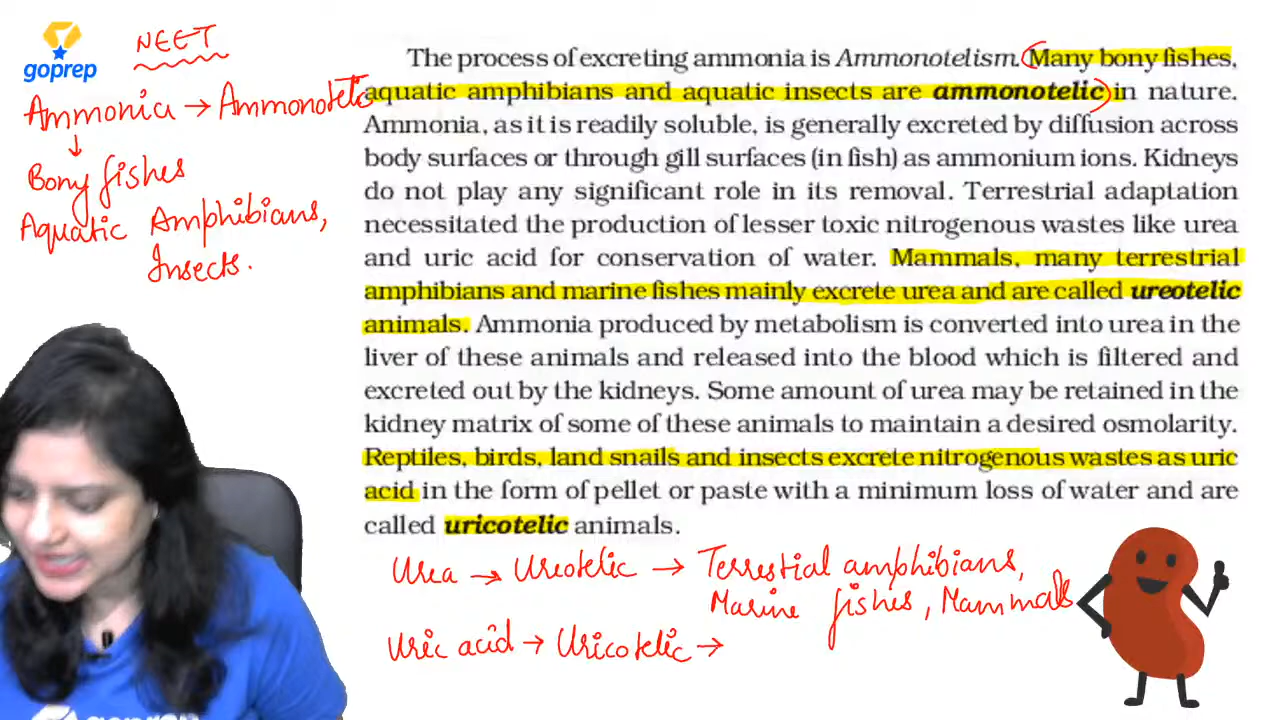 goprep
NEET
Ammonia → Ammonotelic
↓
Bony fishes
Aquatic Amphibians,
Insects.
The process of excreting ammonia is Ammonotelism. (Many bony fishes,
aquatic amphibians and aquatic insects are ammonotelic) in nature.
Ammonia, as it is readily soluble, is generally excreted by diffusion across
body surfaces or through gill surfaces (in fish) as ammonium ions. Kidneys
do not play any significant role in its removal. Terrestrial adaptation
necessitated the production of lesser toxic nitrogenous wastes like urea
and uric acid for conservation of water. Mammals, many terrestrial
amphibians and marine fishes mainly excrete urea and are called ureotelic
animals. Ammonia produced by metabolism is converted into urea in the
liver of these animals and released into the blood which is filtered and
excreted out by the kidneys. Some amount of urea may be retained in the
kidney matrix of some of these animals to maintain a desired osmolarity.
Reptiles, birds, land snails and insects excrete nitrogenous wastes as uric
acid in the form of pellet or paste with a minimum loss of water and are
called uricotelic animals.
Urea → Ureotelic → Terrestial amphibians,
Marine fishes, Mammals
Uric acid → Uricotelic →
goprep